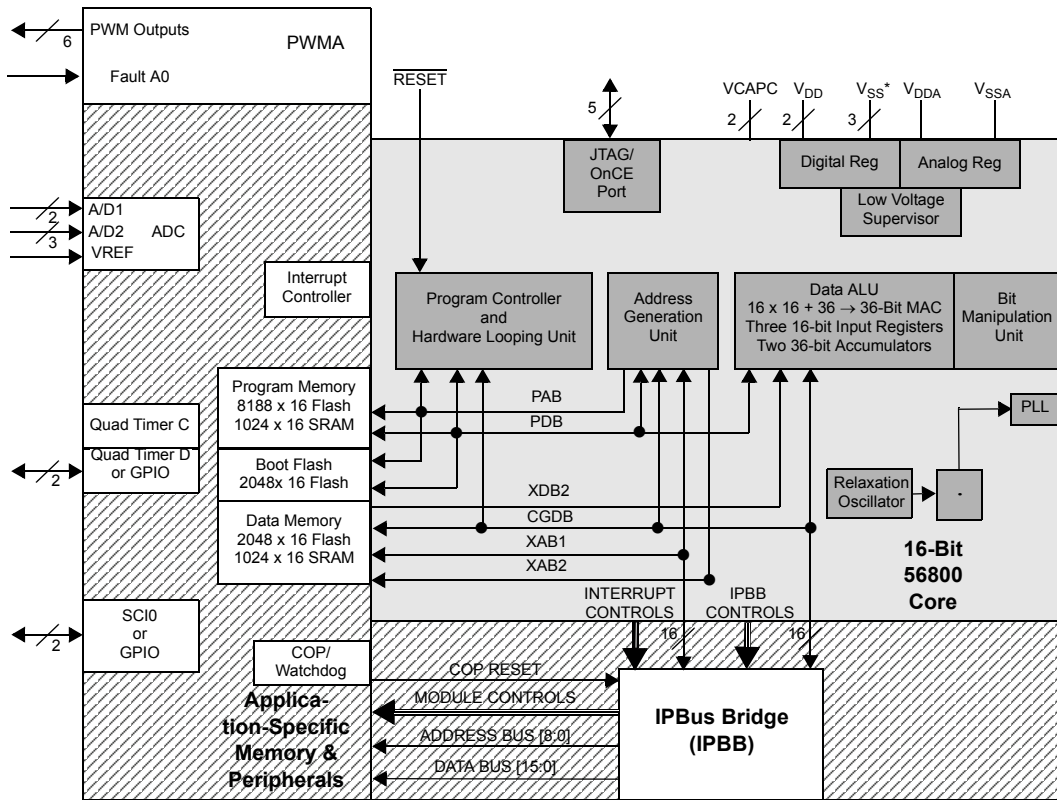 PWM Outputs
6
PWMA
Fault A0
RESET
5
VCAPC
2
V_DD
2
V_SS*
3
V_DDA
V_SSA
JTAG/
OnCE
Port
Digital Reg
Analog Reg
Low Voltage
Supervisor
A/D1
2
A/D2
3
ADC
VREF
Interrupt
Controller
Program Controller
and
Hardware Looping Unit
Address
Generation
Unit
Data ALU
16 x 16 + 36 → 36-Bit MAC
Three 16-bit Input Registers
Two 36-bit Accumulators
Bit
Manipulation
Unit
Program Memory
8188 x 16 Flash
1024 x 16 SRAM
PAB
PDB
PLL
Quad Timer C
Quad Timer D
or GPIO
2
Boot Flash
2048x 16 Flash
XDB2
CGDB
XAB1
XAB2
Data Memory
2048 x 16 Flash
1024 x 16 SRAM
Relaxation
Oscillator
-
16-Bit
56800
Core
INTERRUPT
CONTROLS
16
IPBB
CONTROLS
16
SCI0
or
GPIO
2
COP/
Watchdog
COP RESET
MODULE CONTROLS
ADDRESS BUS [8:0]
DATA BUS [15:0]
Applica-
tion-Specific
Memory &
Peripherals
IPBus Bridge
(IPBB)